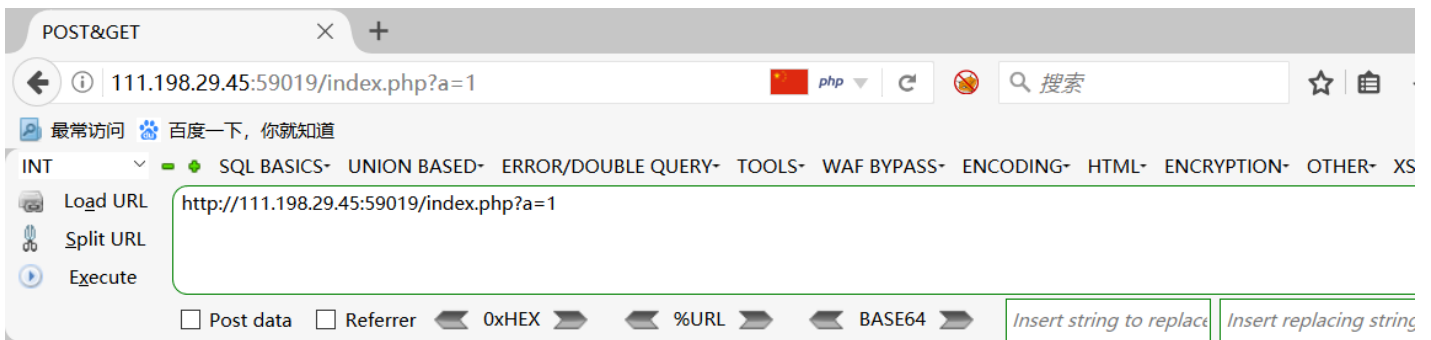 POST&GET
111.198.29.45:59019/index.php?a=1 php 搜索
最常访问 百度一下，你就知道
INT SQL BASICS- UNION BASED- ERROR/DOUBLE QUERY- TOOLS- WAF BYPASS- ENCODING- HTML- ENCRYPTION- OTHER- XS
Load URL http://111.198.29.45:59019/index.php?a=1
Split URL
Execute
Post data Referrer 0xHEX %URL BASE64 Insert string to replace Insert replacing string